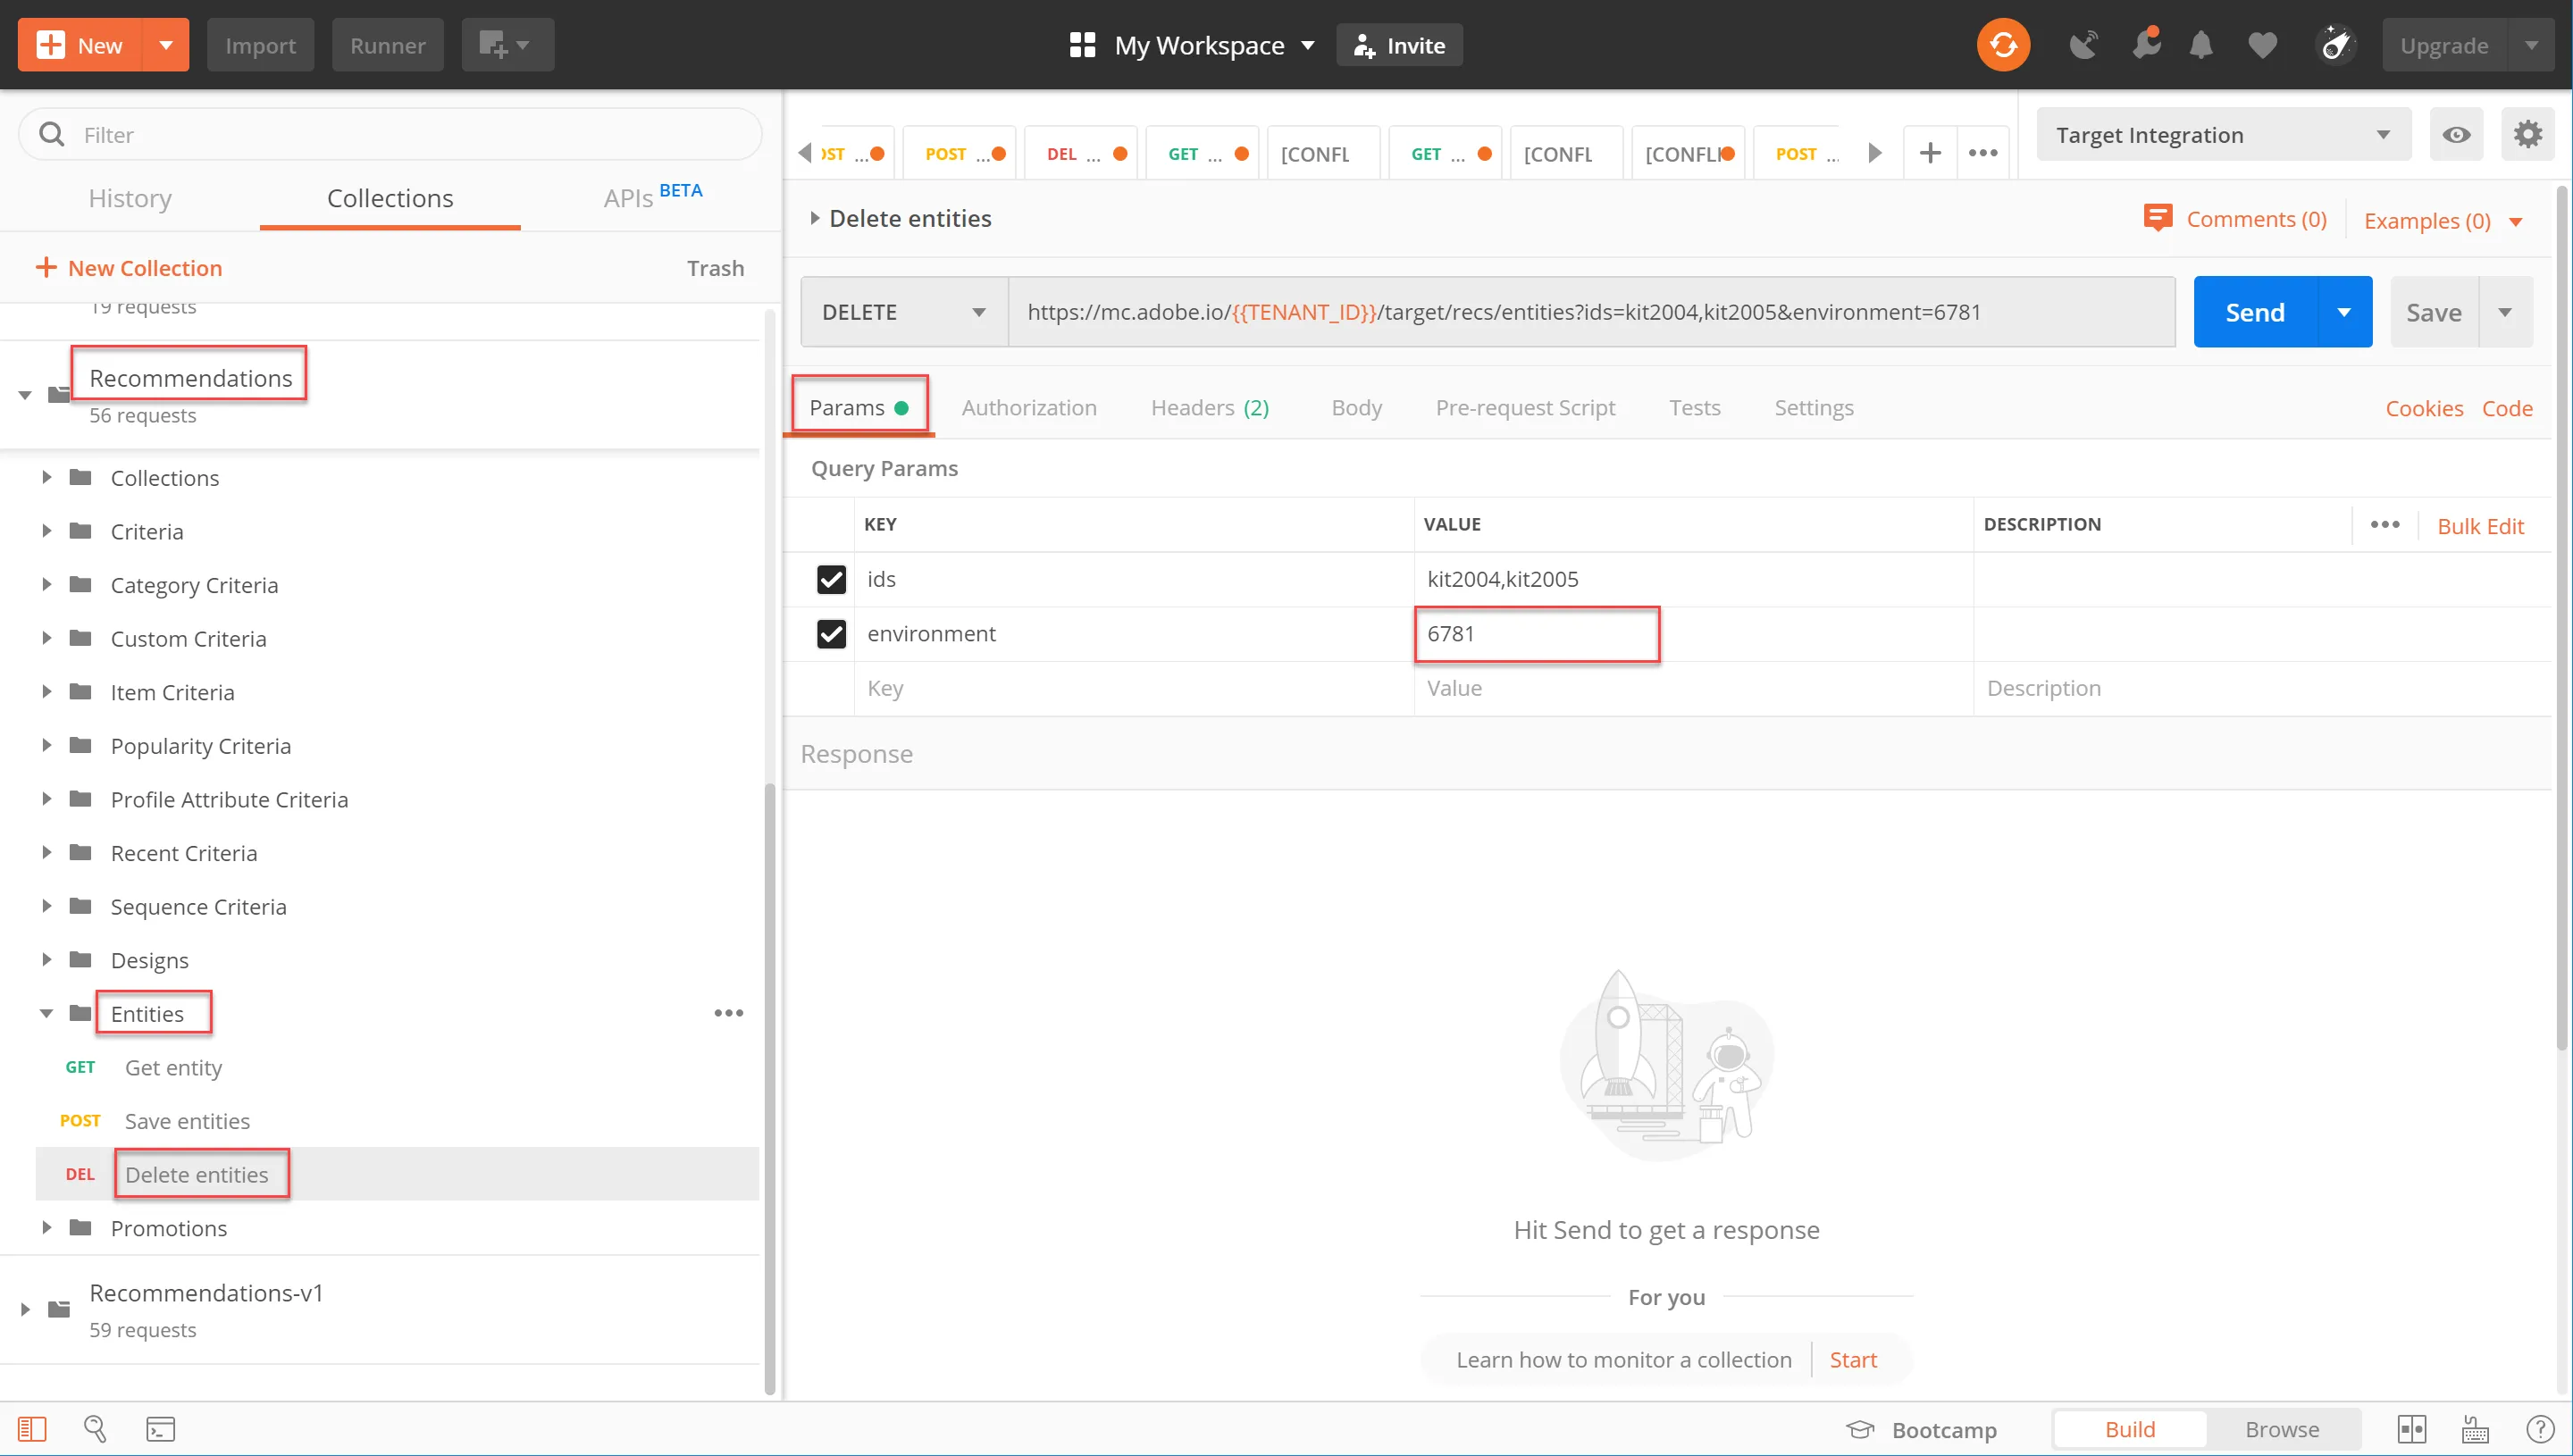 New
Import
Runner
My Workspace
Invite
Upgrade
Filter
History
Collections
APIs BETA
New Collection
Trash
19 requests
Recommendations
56 requests
Collections
Criteria
Category Criteria
Custom Criteria
Item Criteria
Popularity Criteria
Profile Attribute Criteria
Recent Criteria
Sequence Criteria
Designs
Entities
GET Get entity
POST Save entities
DEL Delete entities
Promotions
Recommendations-v1
59 requests
POST ...
DEL ...
GET ...
[CONFL
GET ...
[CONFL
POST ...
Target Integration
Delete entities
Comments (0)
Examples (0)
DELETE
https://mc.adobe.io/{{TENANT_ID}}/target/recs/entities?ids=kit2004,kit2005&environment=6781
Send
Save
Params
Authorization
Headers (2)
Body
Pre-request Script
Tests
Settings
Cookies
Code
Query Params
KEY VALUE DESCRIPTION
Bulk Edit
ids kit2004,kit2005
environment 6781
Key Value Description
Response
Hit Send to get a response
For you
Learn how to monitor a collection
Start
Bootcamp
Build
Browse